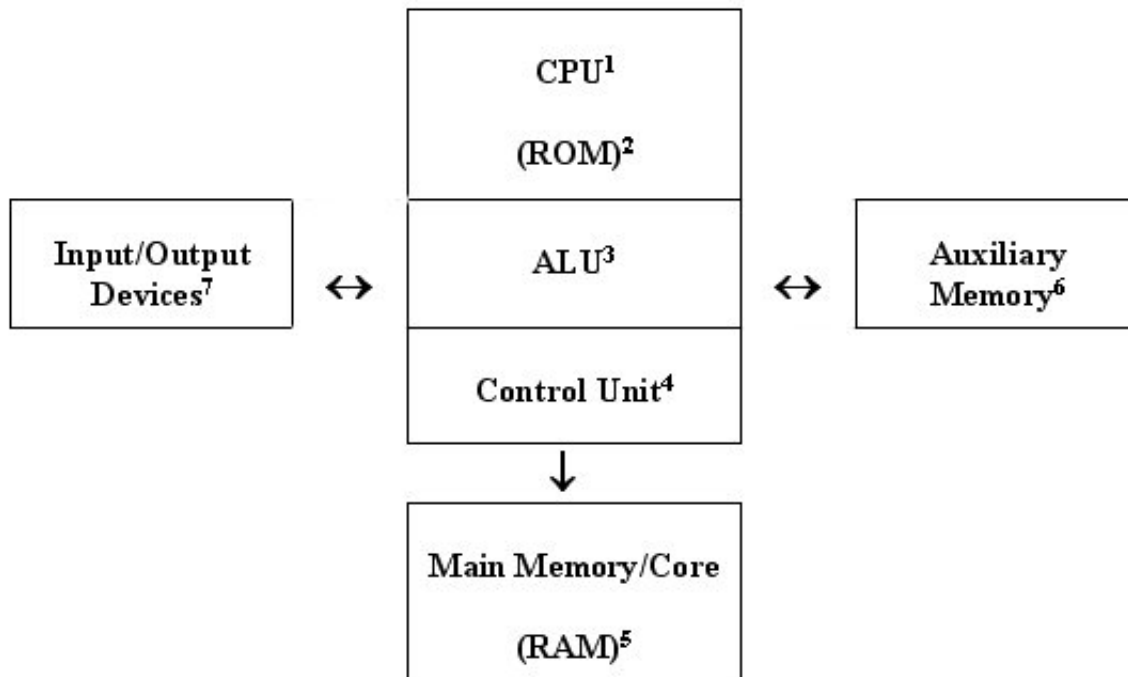 CPU¹
(ROM)²
Input/Output
Devices⁷
ALU³
Auxiliary
Memory⁶
Control Unit⁴
Main Memory/Core
(RAM)⁵